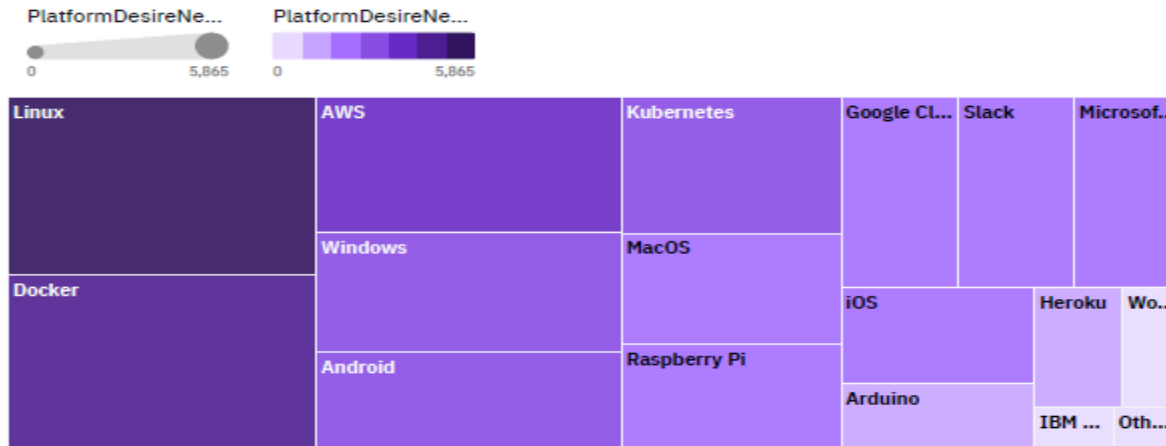 PlatformDesireNe... PlatformDesireNe...
0 5,865 0 5,865
Linux AWS Kubernetes Google Cl... Slack Microsof...
Windows MacOS
Docker iOS Heroku Wo...
Android Raspberry Pi
Arduino IBM ... Oth...